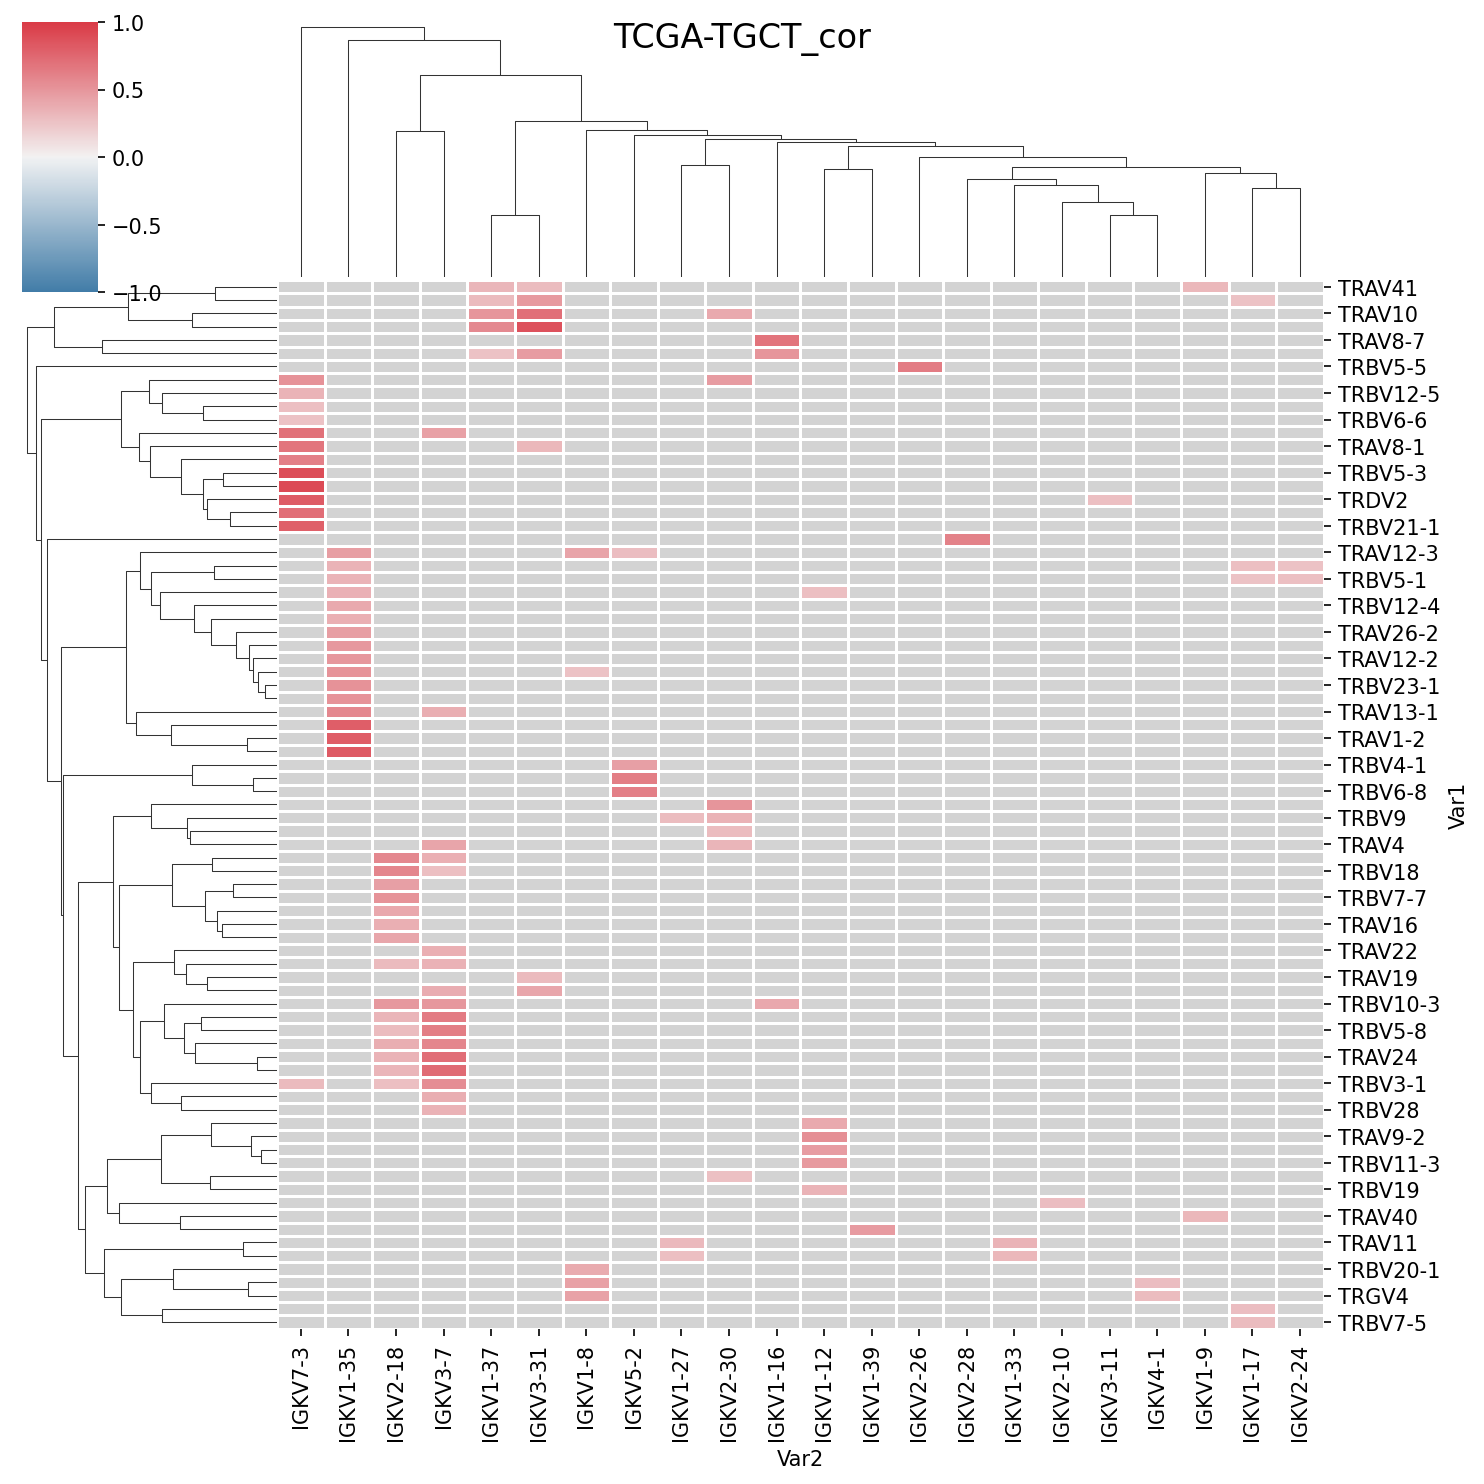 TCGA-TGCT_cor
1.0
0.5
0.0
−0.5
−1.0
TRAV41
TRAV10
TRAV8-7
TRBV5-5
TRBV12-5
TRBV6-6
TRAV8-1
TRBV5-3
TRDV2
TRBV21-1
TRAV12-3
TRBV5-1
TRBV12-4
TRAV26-2
TRAV12-2
TRBV23-1
TRAV13-1
TRAV1-2
TRBV4-1
TRBV6-8
TRBV9
TRAV4
TRBV18
TRBV7-7
TRAV16
TRAV22
TRAV19
TRBV10-3
TRBV5-8
TRAV24
TRBV3-1
TRBV28
TRAV9-2
TRBV11-3
TRBV19
TRAV40
TRAV11
TRBV20-1
TRGV4
TRBV7-5
Var1
IGKV7-3
IGKV1-35
IGKV2-18
IGKV3-7
IGKV1-37
IGKV3-31
IGKV1-8
IGKV5-2
IGKV1-27
IGKV2-30
IGKV1-16
IGKV1-12
IGKV1-39
IGKV2-26
IGKV2-28
IGKV1-33
IGKV2-10
IGKV3-11
IGKV4-1
IGKV1-9
IGKV1-17
IGKV2-24
Var2